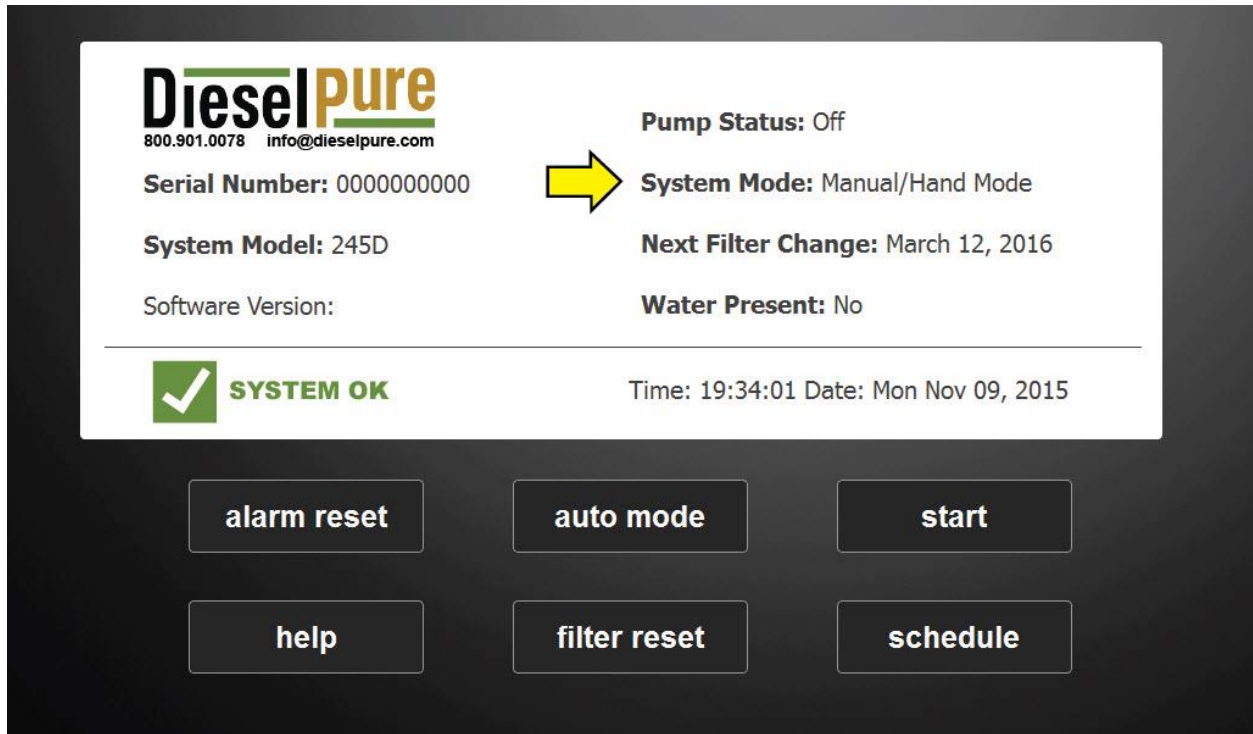 DieselPure
800.901.0078 info@dieselpure.com
Serial Number: 0000000000
System Model: 245D
Software Version:
Pump Status: Off
System Mode: Manual/Hand Mode
Next Filter Change: March 12, 2016
Water Present: No
SYSTEM OK
Time: 19:34:01 Date: Mon Nov 09, 2015
alarm reset
auto mode
start
help
filter reset
schedule